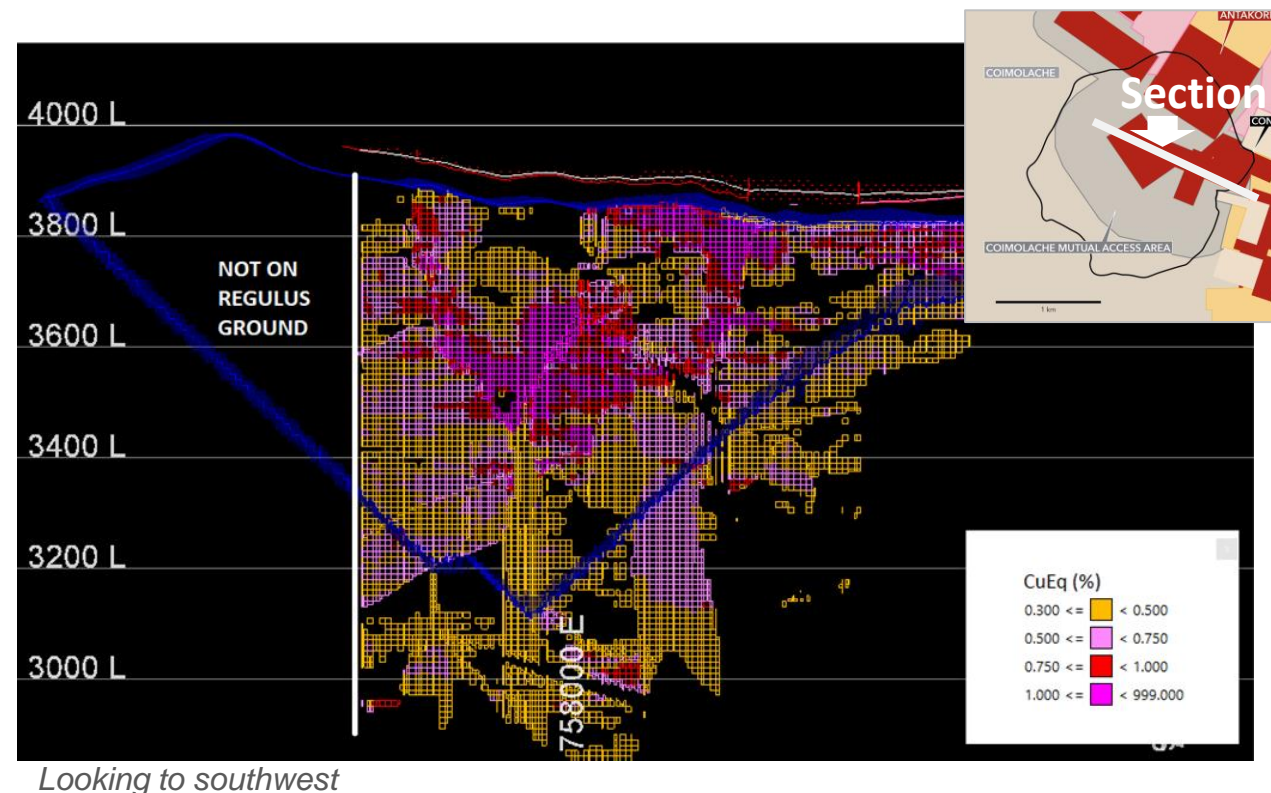 ANTAKORI
COIMOLACHE
Section
COIMOLACHE MUTUAL ACCESS AREA
1 km
4000 L
3800 L
NOT ON
REGULUS
GROUND
3600 L
3400 L
3200 L
3000 L
758000 E
CuEq (%)
0.300 <= < 0.500
0.500 <= < 0.750
0.750 <= < 1.000
1.000 <= < 999.000
Looking to southwest